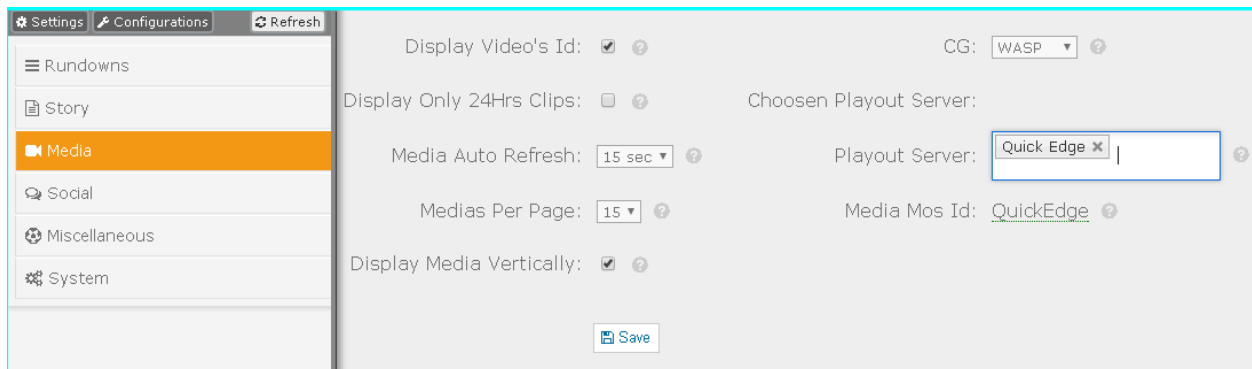 Settings Configurations Refresh
Rundowns
Story
Media
Social
Miscellaneous
System
Display Video's Id:
Display Only 24Hrs Clips:
Media Auto Refresh: 15 sec
Medias Per Page: 15
Display Media Vertically:
Save
CG: WASP
Choosen Playout Server:
Playout Server: Quick Edge
Media Mos Id: QuickEdge